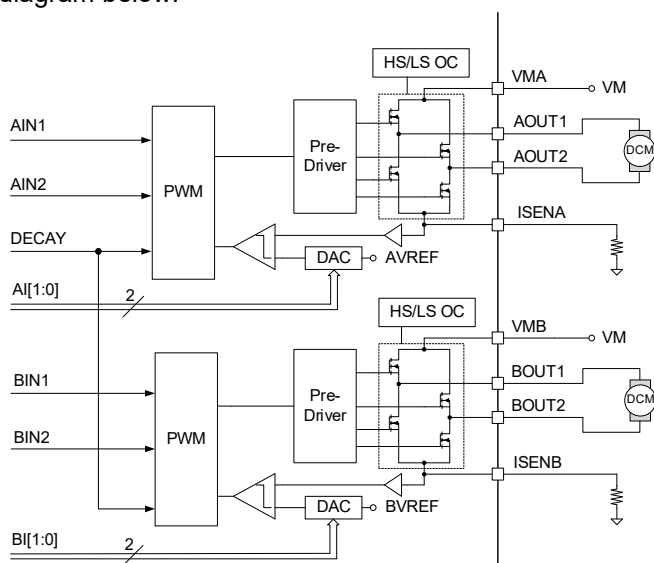 diagram below.
HS/LS OC
VMA
VM
AIN1
AOUT1
Pre-
Driver
DCM
AOUT2
AIN2
PWM
ISENA
DECAY
DAC
AVREF
AI[1:0]
2
HS/LS OC
VMB
VM
BIN1
BOUT1
Pre-
Driver
DCM
BOUT2
BIN2
PWM
ISENB
DAC
BVREF
BI[1:0]
2